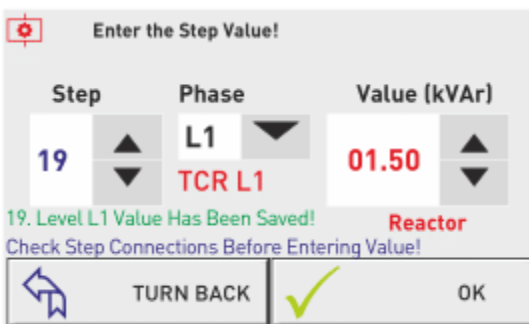 Enter the Step Value!
Step Phase Value (kVAr)
19 L1 01.50
TCR L1
19. Level L1 Value Has Been Saved!
Reactor
Check Step Connections Before Entering Value!
TURN BACK OK